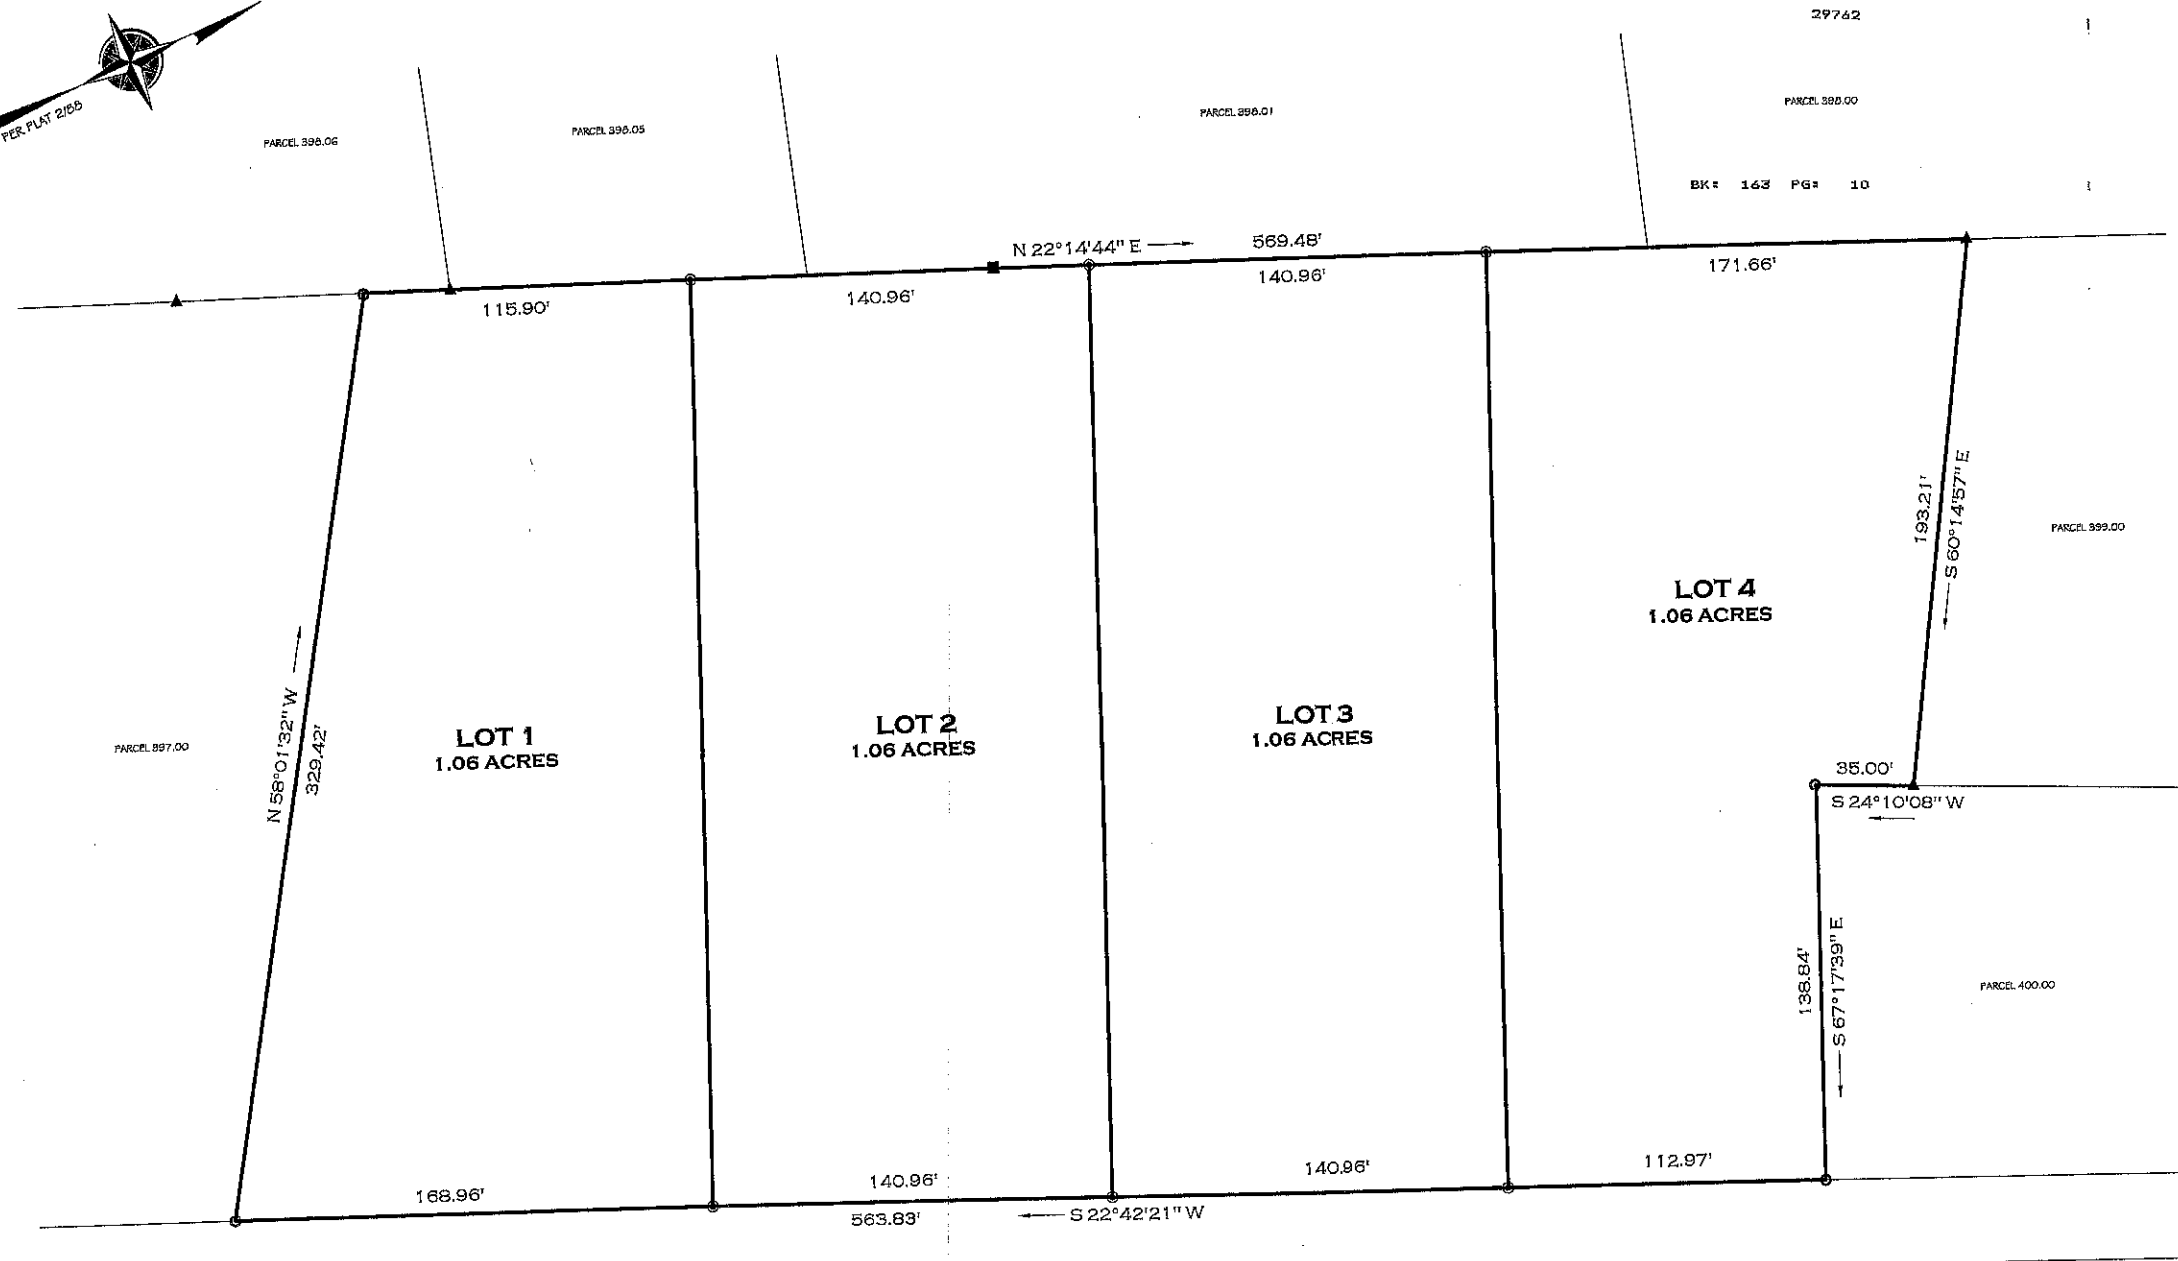 29762
PER PLAT 2/58
PARCEL 398.06
PARCEL 398.05
PARCEL 398.01
PARCEL 398.00
BK: 163 PG: 10
N 22°14'44" E
569.48'
115.90'
140.96'
140.96'
171.66'
193.21'
S 60°14'57" E
PARCEL 399.00
LOT 4
1.06 ACRES
N 58°01'32" W
329.42'
PARCEL 397.00
LOT 1
1.06 ACRES
LOT 2
1.06 ACRES
LOT 3
1.06 ACRES
35.00'
S 24°10'08" W
138.84'
S 67°17'39" E
PARCEL 400.00
168.96'
140.96'
140.96'
112.97'
563.83'
S 22°42'21" W